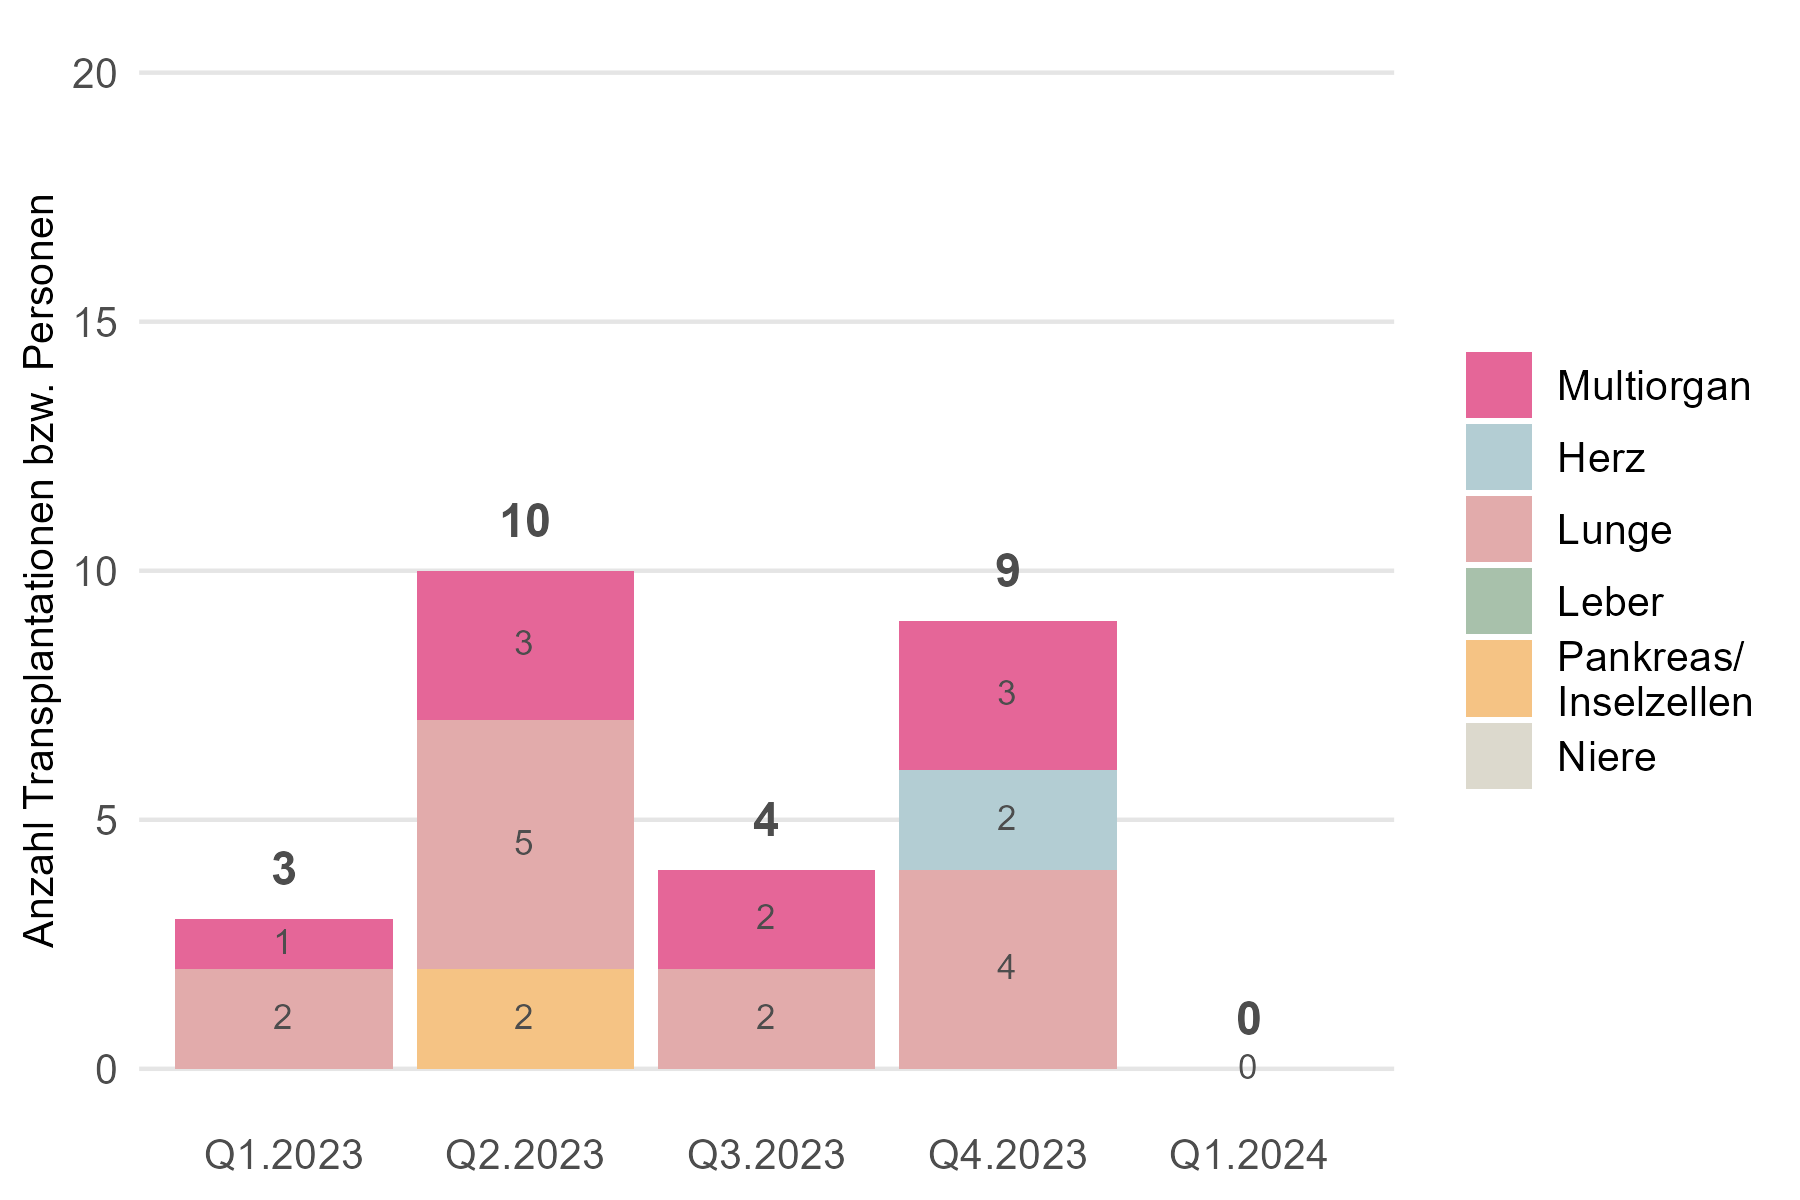 Anzahl Transplantationen bzw. Personen
20
15
10
5
0
3
1
2
10
3
5
2
4
2
2
9
3
2
4
0
0
Q1.2023
Q2.2023
Q3.2023
Q4.2023
Q1.2024
Multiorgan
Herz
Lunge
Leber
Pankreas/
Inselzellen
Niere